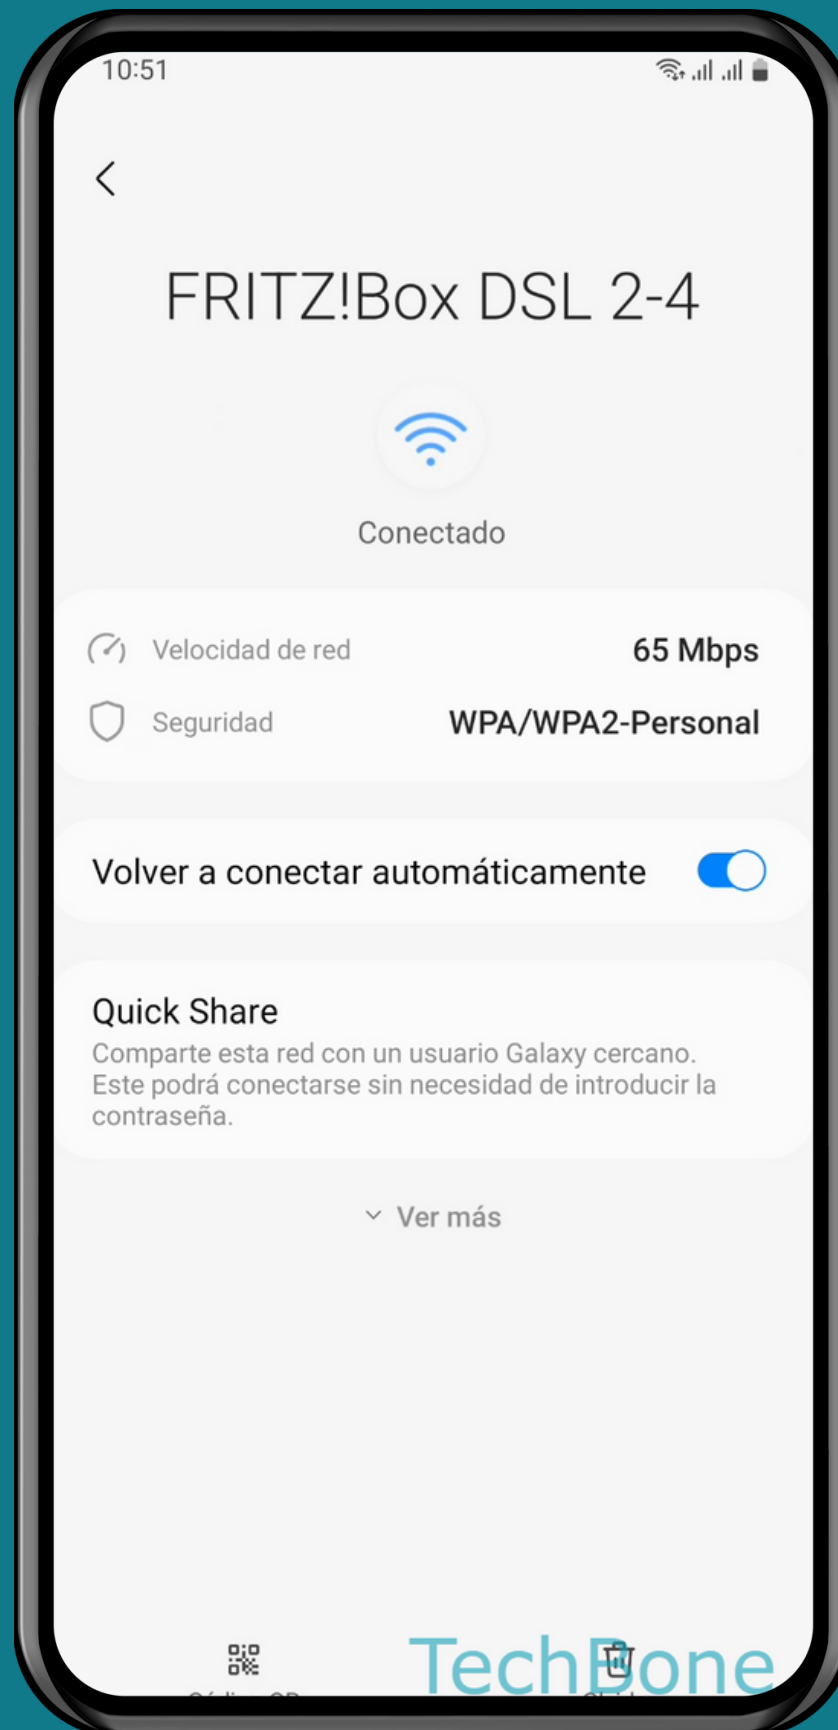 10:51
FRITZ!Box DSL 2-4
Conectado
Velocidad de red 65 Mbps
Seguridad WPA/WPA2-Personal
Volver a conectar automáticamente
Quick Share
Comparte esta red con un usuario Galaxy cercano.
Este podrá conectarse sin necesidad de introducir la
contraseña.
Ver más
TechBone